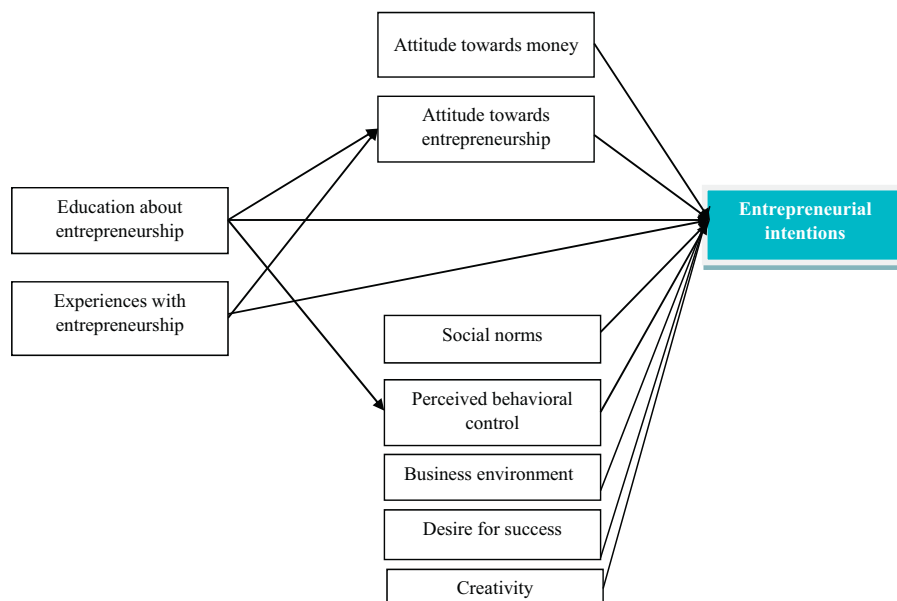 Attitude towards money
Attitude towards
entrepreneurship
Education about
entrepreneurship
Entrepreneurial
intentions
Experiences with
entrepreneurship
Social norms
Perceived behavioral
control
Business environment
Desire for success
Creativity